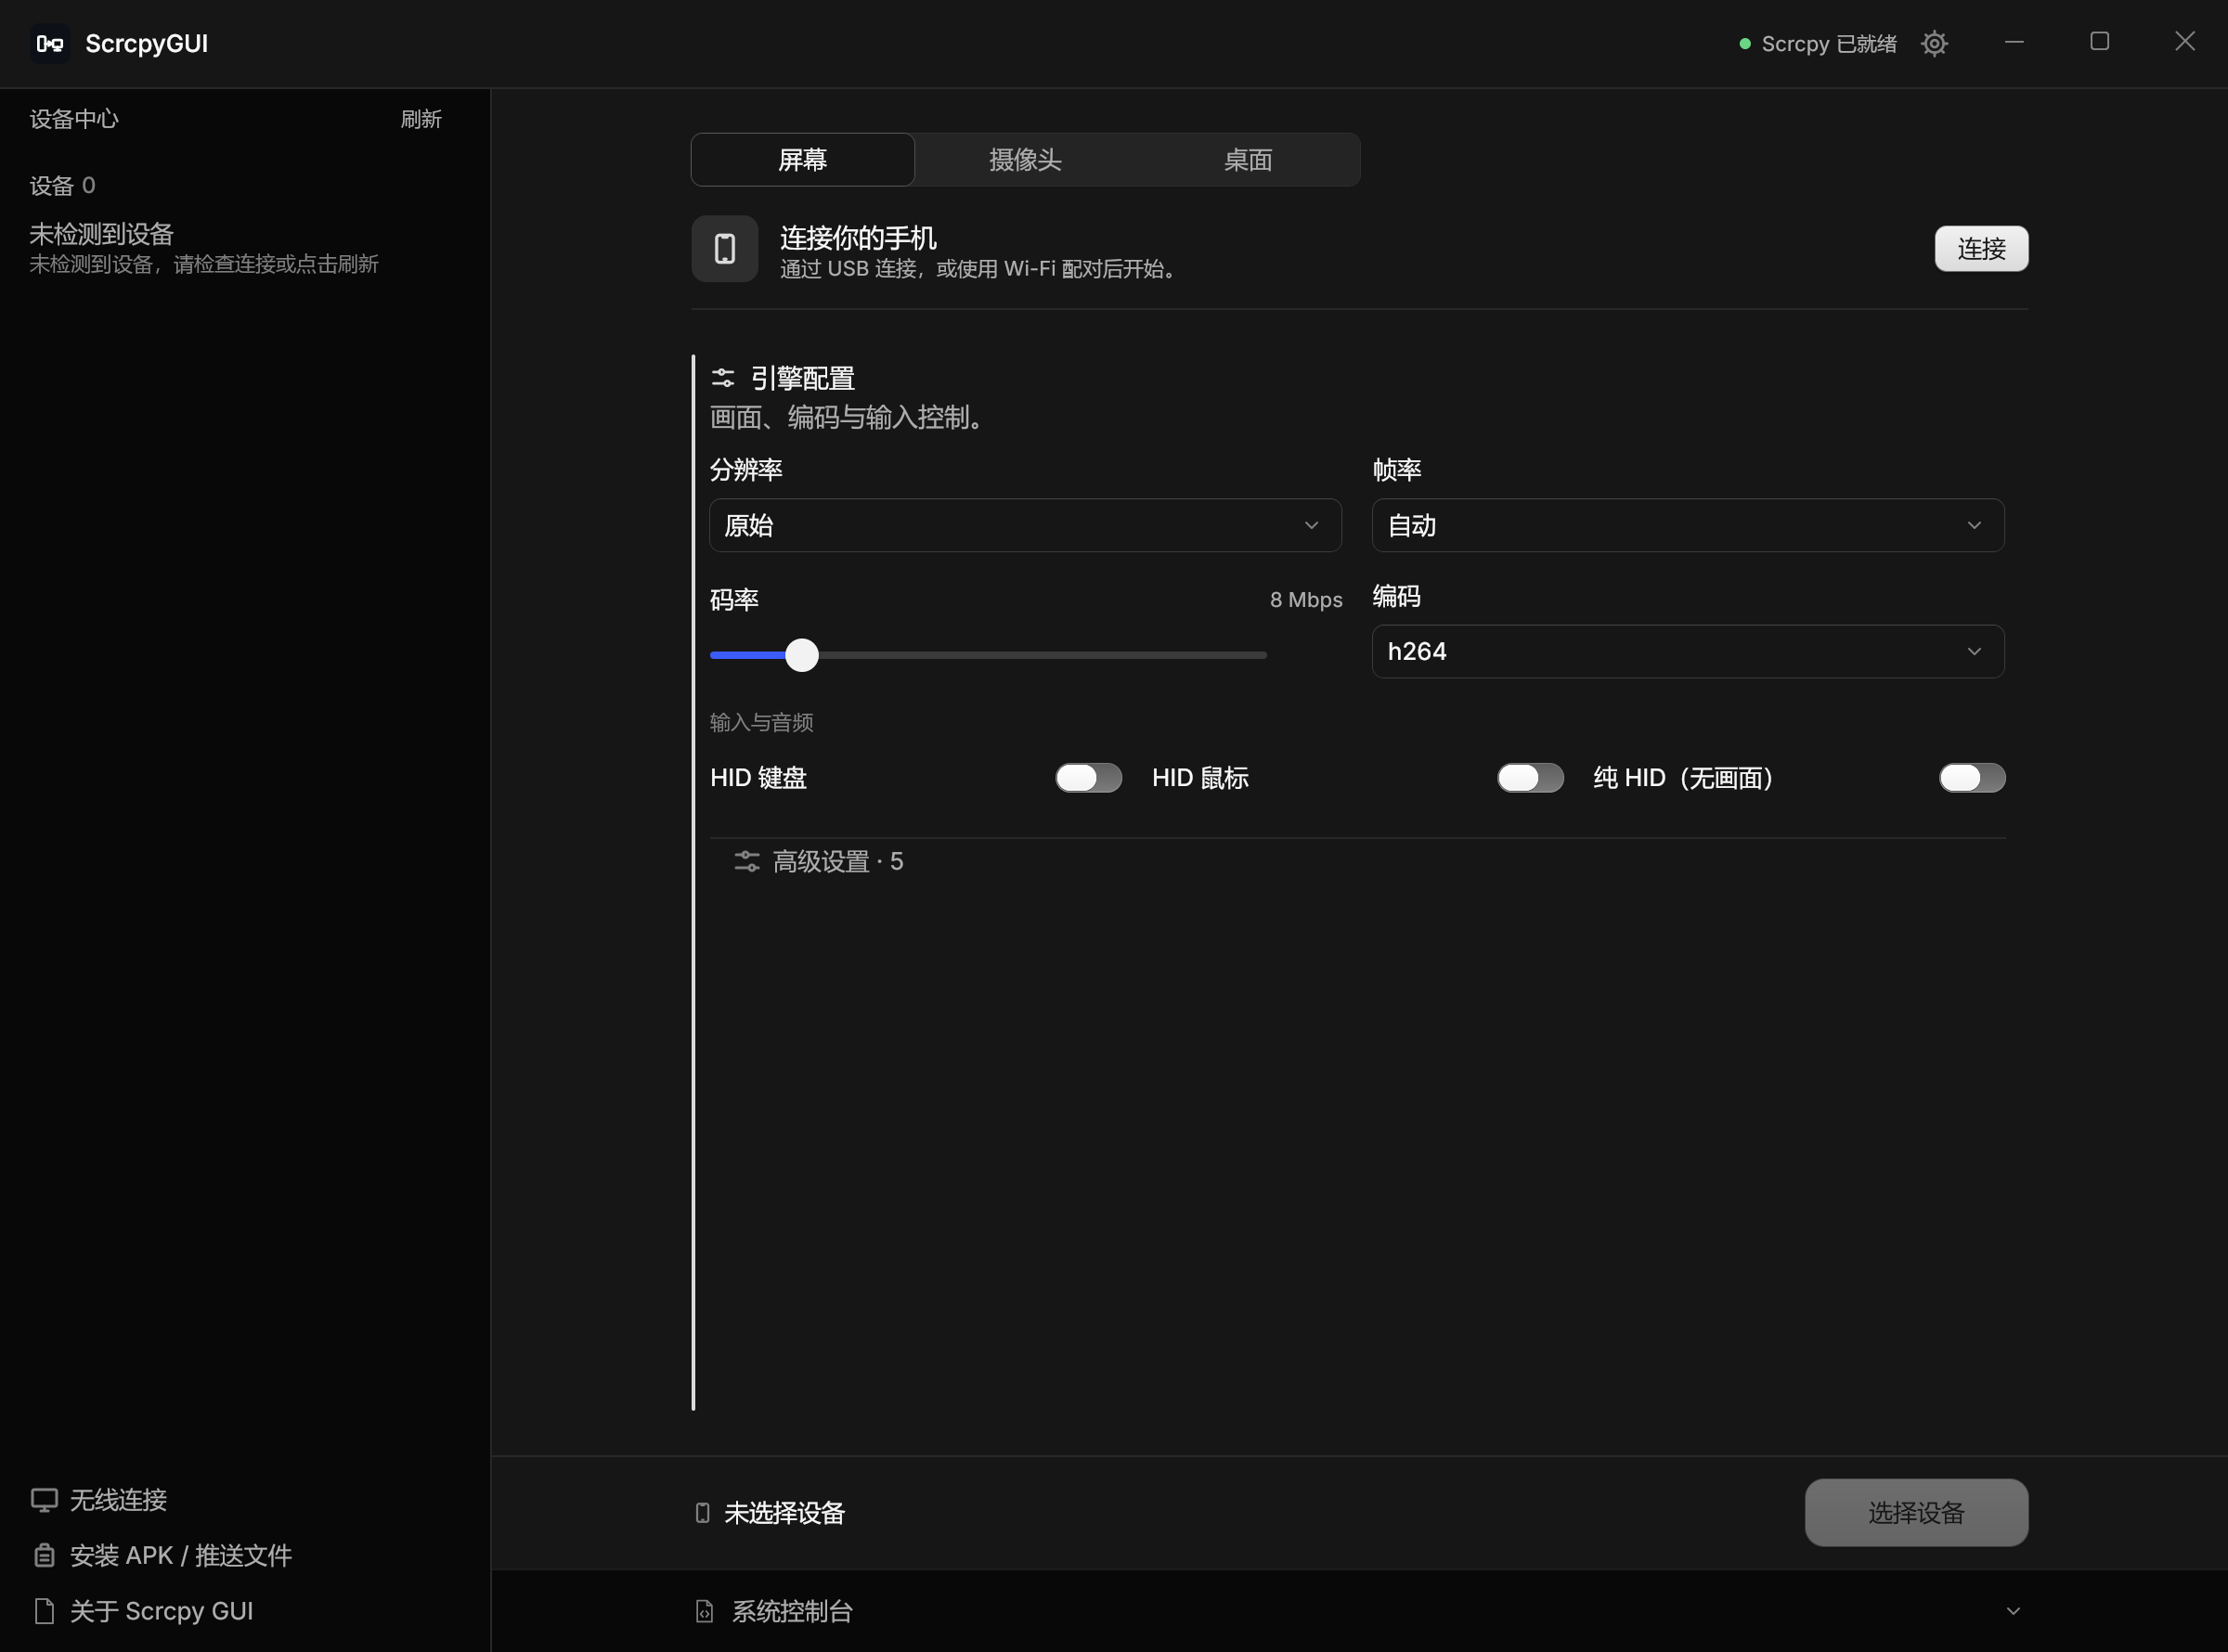 ScrcpyGUI
Scrcpy 已就绪
设备中心
刷新
设备 0
未检测到设备
未检测到设备，请检查连接或点击刷新
屏幕
摄像头
桌面
连接你的手机
通过 USB 连接，或使用 Wi-Fi 配对后开始。
连接
引擎配置
画面、编码与输入控制。
分辨率
帧率
原始
自动
码率
8 Mbps
编码
h264
输入与音频
HID 键盘
HID 鼠标
纯 HID（无画面）
高级设置 · 5
无线连接
安装 APK / 推送文件
关于 Scrcpy GUI
未选择设备
选择设备
系统控制台